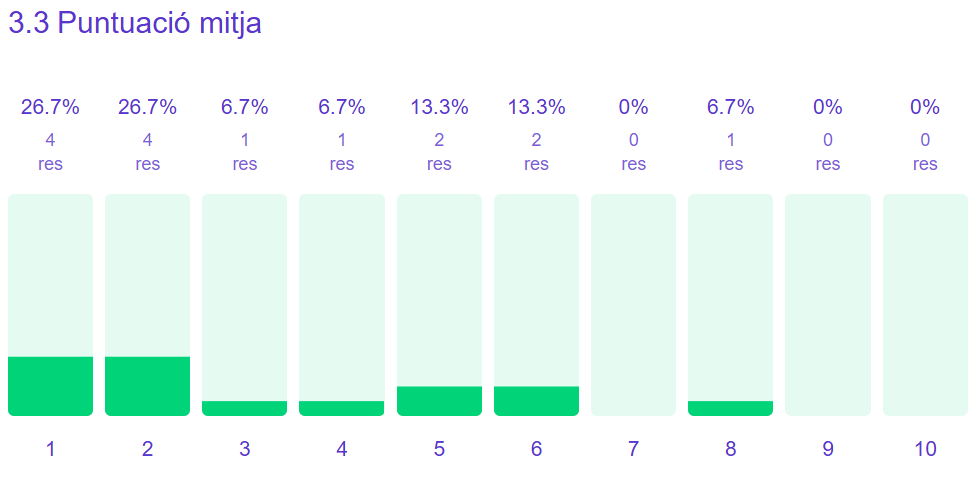 3.3 Puntuació mitja
26.7% 26.7% 6.7% 6.7% 13.3% 13.3% 0% 6.7% 0% 0%
4 4 1 1 2 2 0 1 0 0
res res res res res res res res res res
1 2 3 4 5 6 7 8 9 10